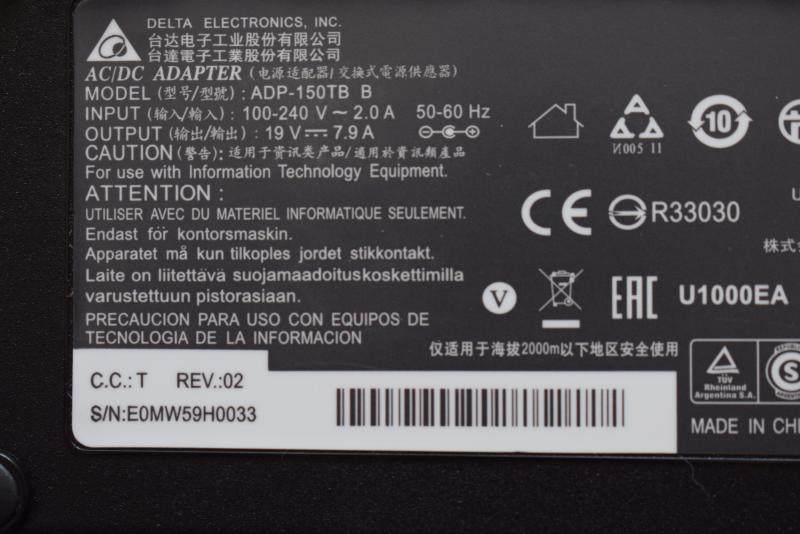 DELTA ELECTRONICS, INC.
台达电子工业股份有限公司
台達電子工業股份有限公司
AC/DC ADAPTER (电源适配器/交換式電源供應器)
MODEL (型号/型號) : ADP-150TB B
INPUT (输入/輸入) : 100-240 V ~ 2.0 A 50-60 Hz
OUTPUT (输出/輸出) : 19 V ⎓ 7.9 A
CAUTION (警告): 适用于资讯类产品/適用於資訊類產品
For use with Information Technology Equipment.
ATTENTION :
UTILISER AVEC DU MATERIEL INFORMATIQUE SEULEMENT.
Endast för kontorsmaskin.
Apparatet må kun tilkoples jordet stikkontakt.
Laite on liitettävä suojamaadoituskoskettimilla
varustettuun pistorasiaan.
PRECAUCION PARA USO CON EQUIPOS DE
TECNOLOGIA DE LA INFORMACION
10
И005 11
CE R33030
株式
V EAC U1000EA
仅适用于海拔2000m以下地区安全使用
TÜV
Rheinland
Argentina S.A.
S
MADE IN CHI
C.C.: T REV.:02
S/N:E0MW59H0033